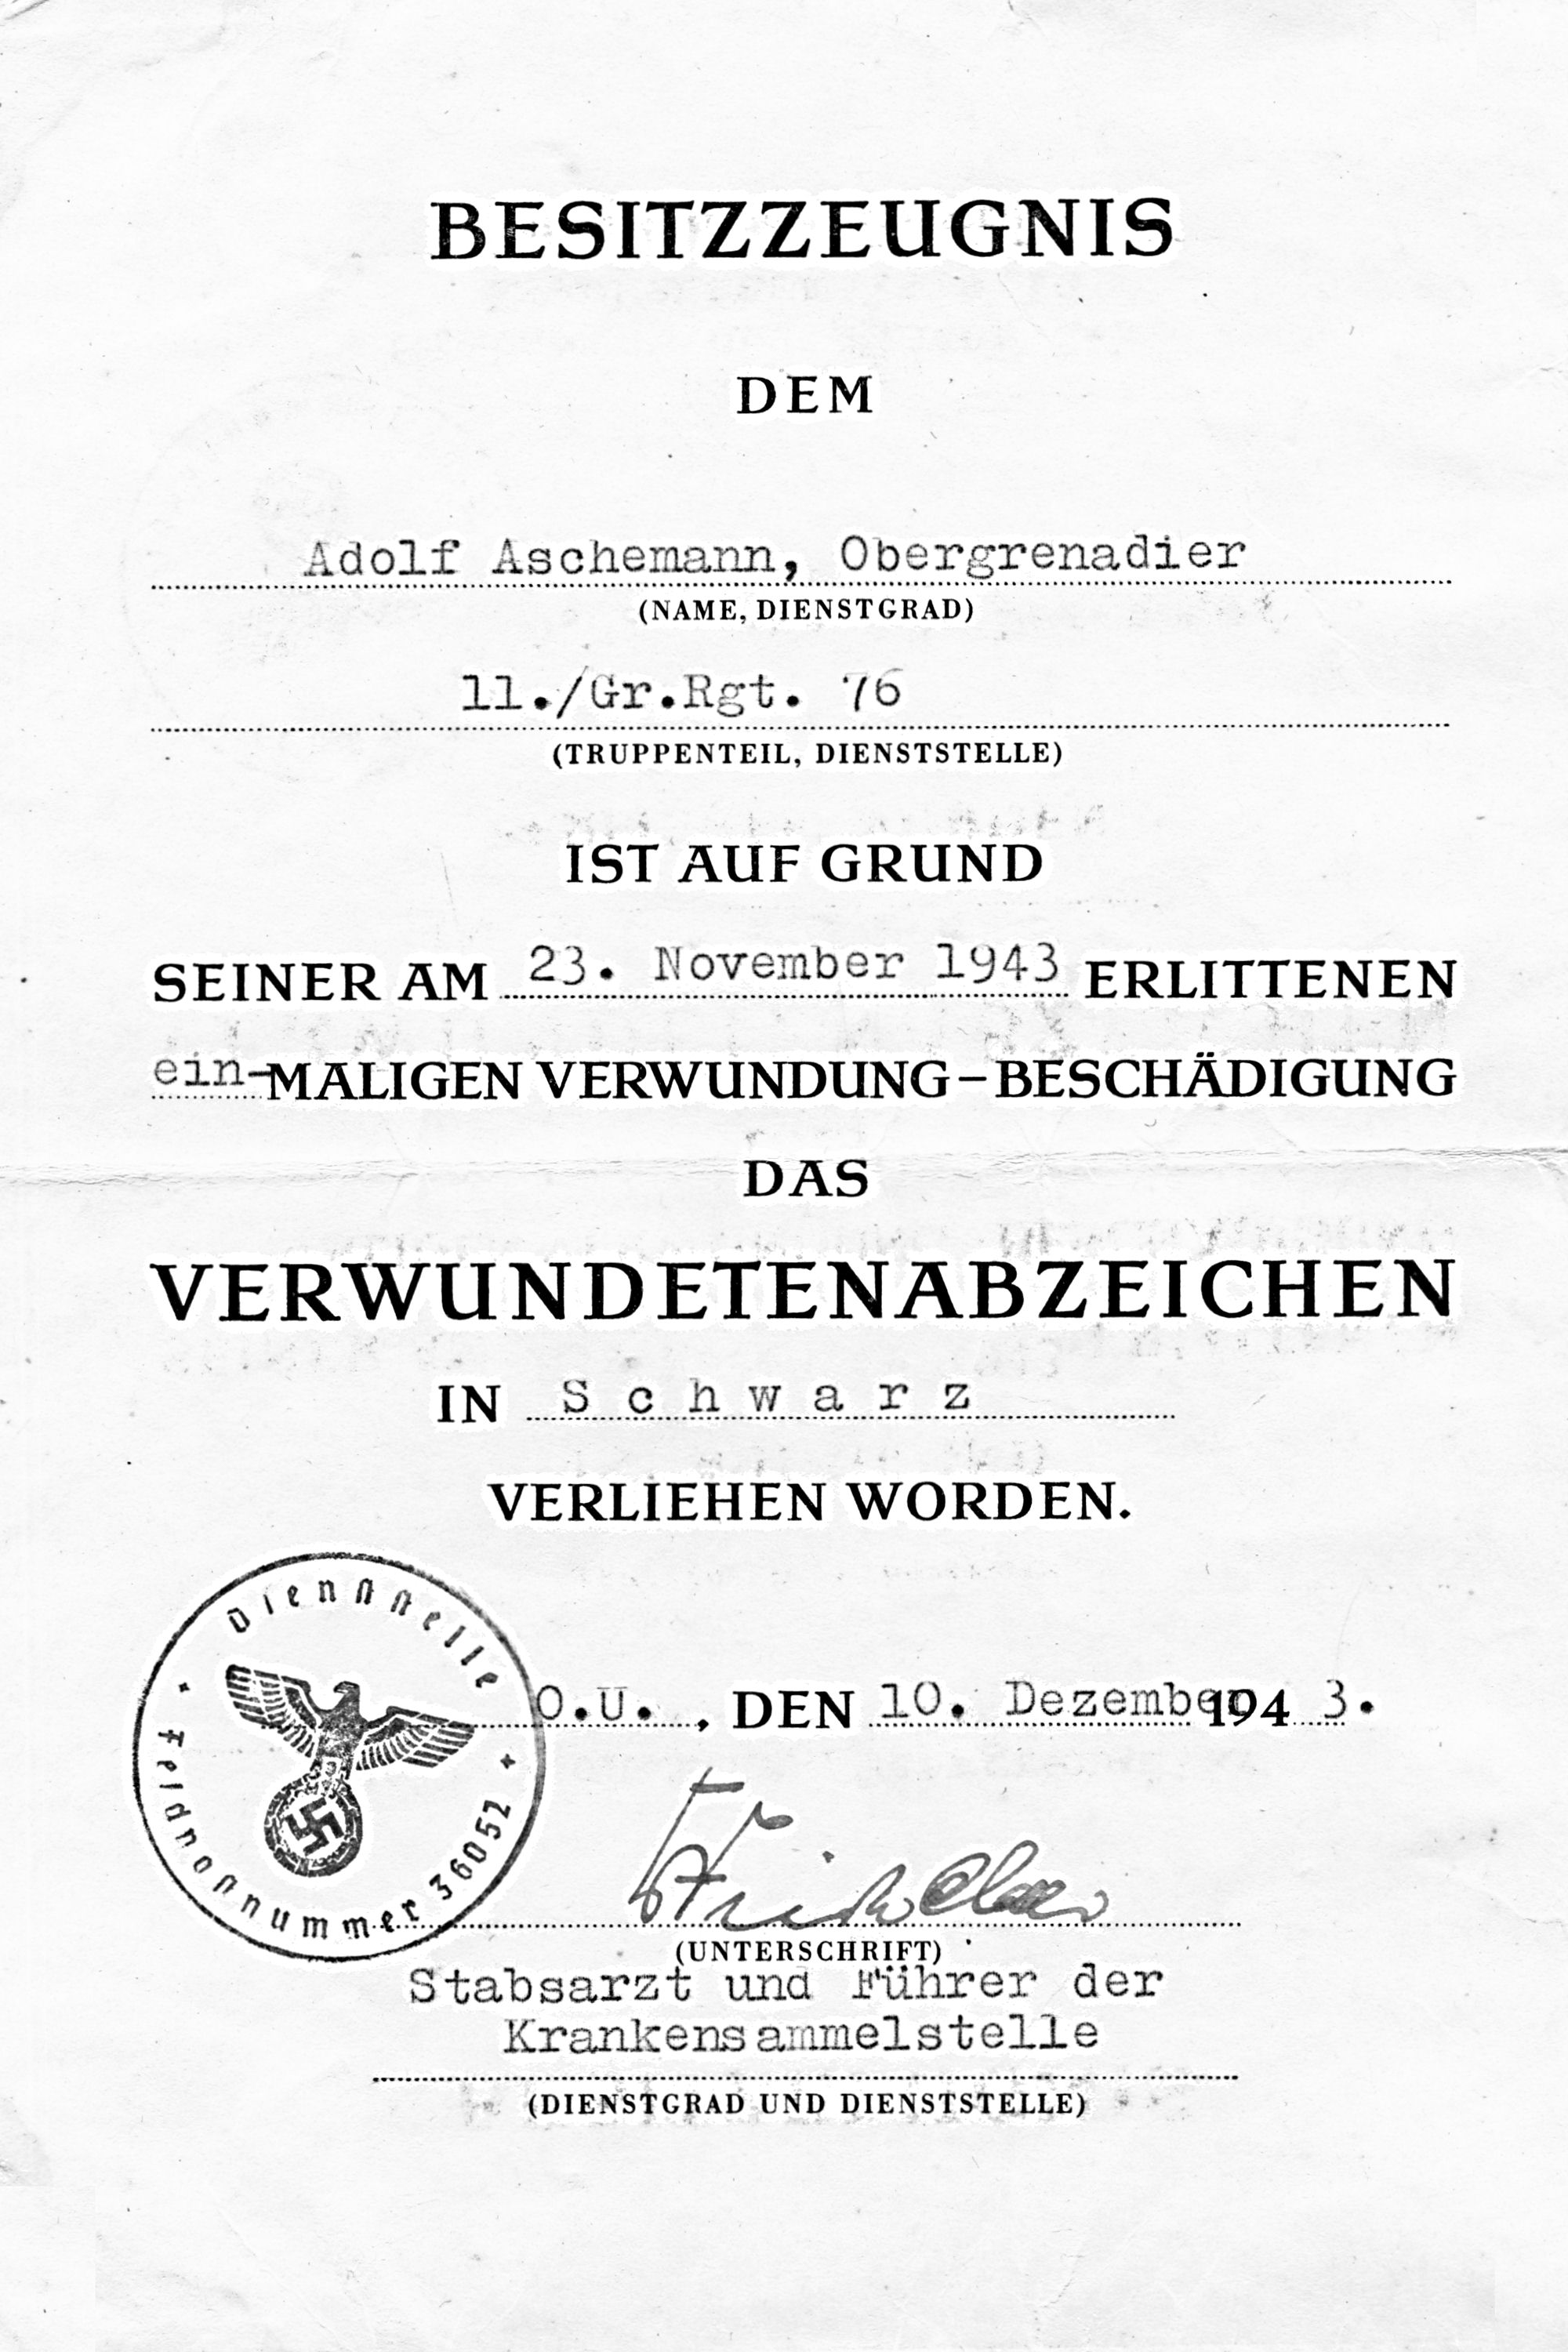 BESITZZEUGNIS
DEM
Adolf Aschemann, Obergrenadier
(NAME, DIENSTGRAD)
11./Gr.Rgt. 76
(TRUPPENTEIL, DIENSTSTELLE)
IST AUF GRUND
SEINER AM 23. November 1943 ERLITTENEN
ein-MALIGEN VERWUNDUNG–BESCHÄDIGUNG
DAS
VERWUNDETENABZEICHEN
IN Schwarz
VERLIEHEN WORDEN.
Dienststelle
Feldpostnummer 36052
O.U. , DEN 10. Dezember 194 3.
(UNTERSCHRIFT)
Stabsarzt und Führer der
Krankensammelstelle
(DIENSTGRAD UND DIENSTSTELLE)